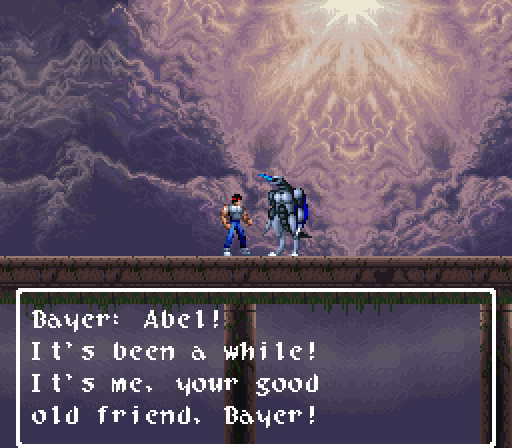 Bayer: Abel!
It's been a while!
It's me, your good
old friend, Bayer!